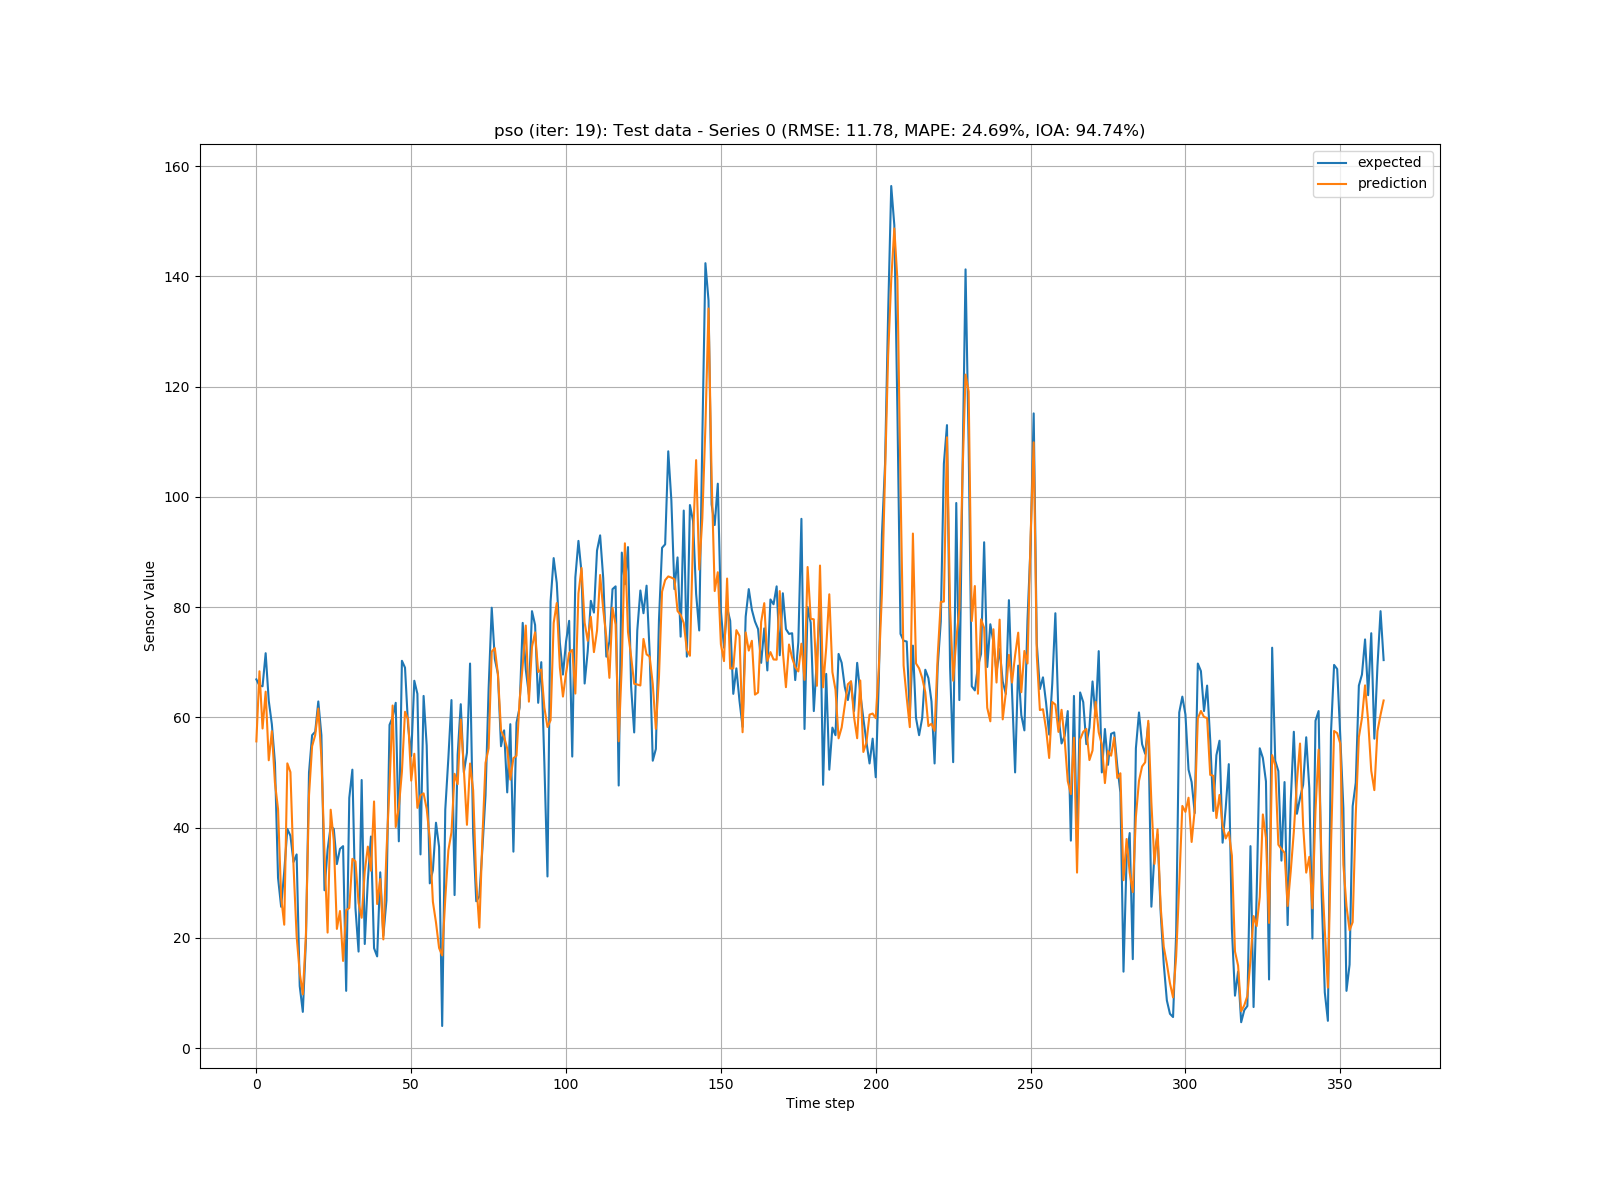 pso (iter: 19): Test data - Series 0 (RMSE: 11.78, MAPE: 24.69%, IOA: 94.74%)
expected
prediction
160
140
120
100
80
60
40
20
0
Sensor Value
0 50 100 150 200 250 300 350
Time step